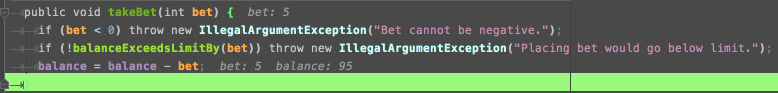 public void takeBet(int bet) {  bet: 5
if (bet < 0) throw new IllegalArgumentException("Bet cannot be negative.");
if (!balanceExceedsLimitBy(bet)) throw new IllegalArgumentException("Placing bet would go below limit.");
balance = balance - bet;  bet: 5  balance: 95